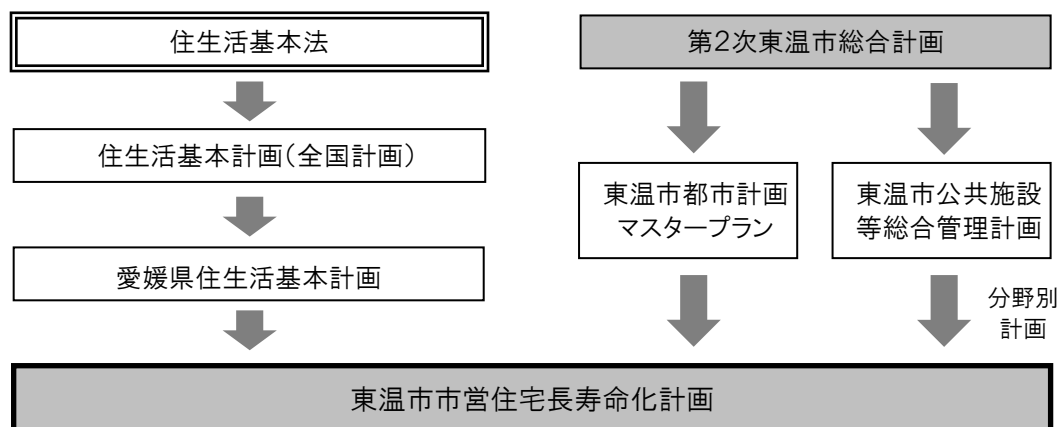 住生活基本法
第2次東温市総合計画
住生活基本計画（全国計画）
東温市都市計画
マスタープラン
東温市公共施設
等総合管理計画
愛媛県住生活基本計画
分野別
計画
東温市市営住宅長寿命化計画